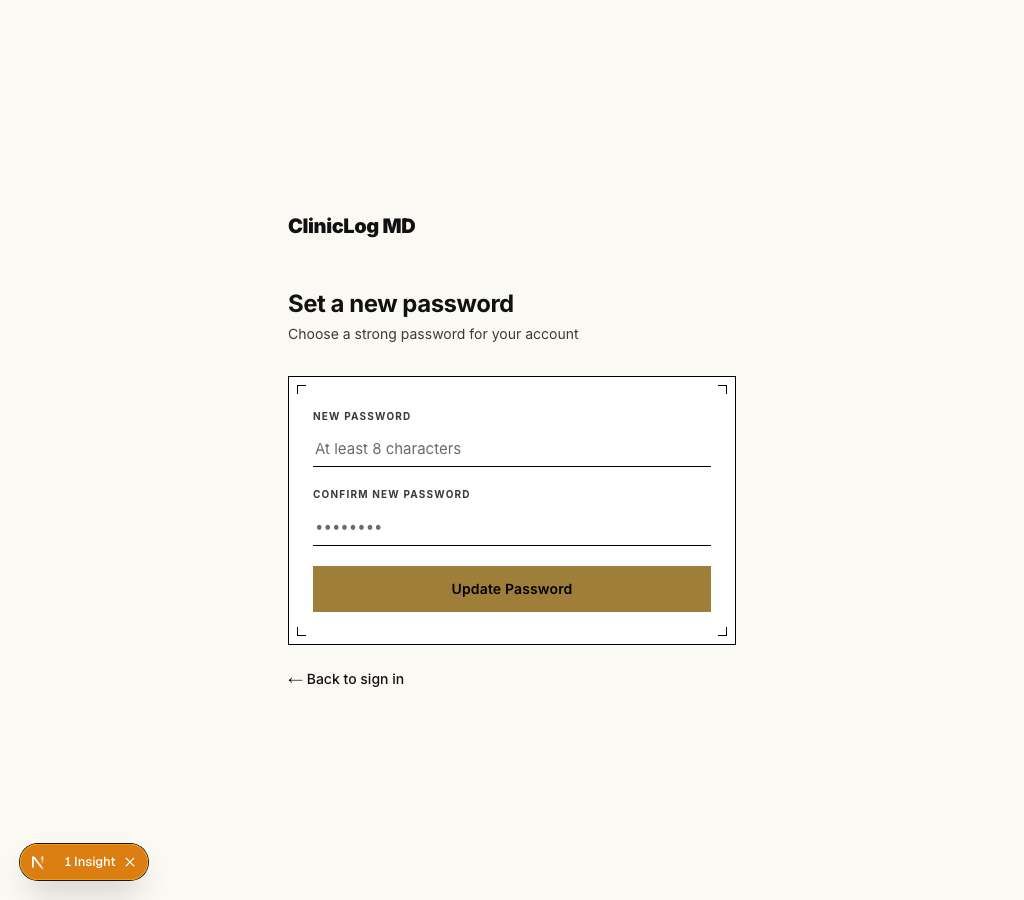 ClinicLog MD
Set a new password
Choose a strong password for your account
NEW PASSWORD
At least 8 characters
CONFIRM NEW PASSWORD
••••••••
Update Password
← Back to sign in
N 1 Insight ×